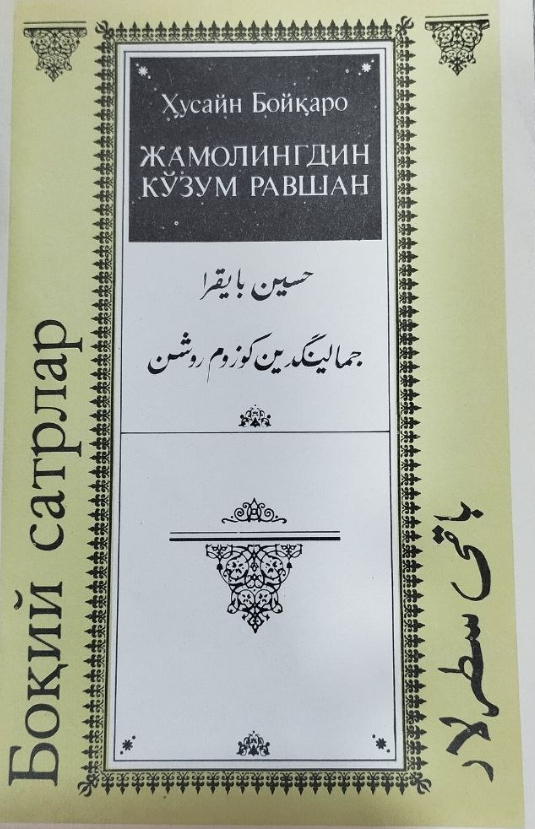 Ҳусайн Бойқаро
ЖАМОЛИНГДИН
КЎЗУМ РАВШАН
حسین بایقرا
جمالینگدین کوزوم روشن
Боқий сатрлар
باقی سطرلار